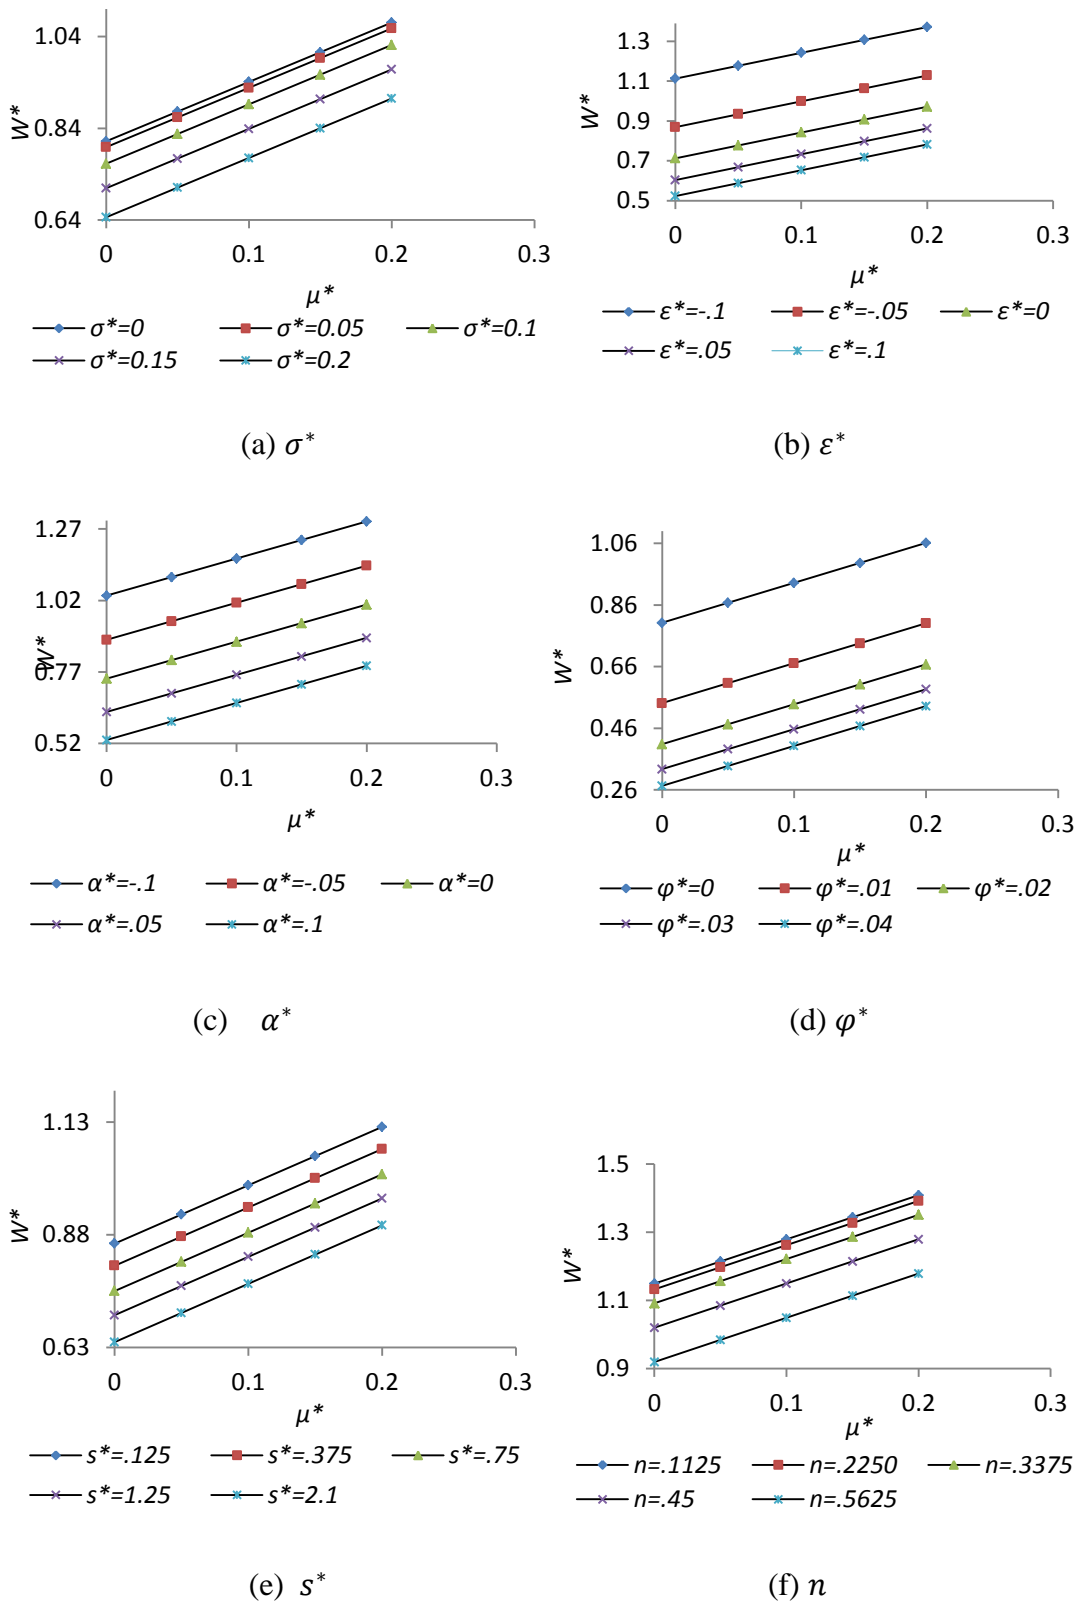 1.04
0.84
0.64
W*
0 0.1 0.2 0.3
μ*
σ*=0 σ*=0.05 σ*=0.1
σ*=0.15 σ*=0.2
(a) σ*
1.3
1.1
0.9
0.7
0.5
W*
0 0.1 0.2 0.3
μ*
ε*=-.1 ε*=-.05 ε*=0
ε*=.05 ε*=.1
(b) ε*
1.27
1.02
0.77
0.52
W*
0 0.1 0.2 0.3
μ*
α*=-.1 α*=-.05 α*=0
α*=.05 α*=.1
(c) α*
1.06
0.86
0.66
0.46
0.26
W*
0 0.1 0.2 0.3
μ*
φ*=0 φ*=.01 φ*=.02
φ*=.03 φ*=.04
(d) φ*
1.13
0.88
0.63
W*
0 0.1 0.2 0.3
μ*
s*=.125 s*=.375 s*=.75
s*=1.25 s*=2.1
(e) s*
1.5
1.3
1.1
0.9
W*
0 0.1 0.2 0.3
μ*
n=.1125 n=.2250 n=.3375
n=.45 n=.5625
(f) n